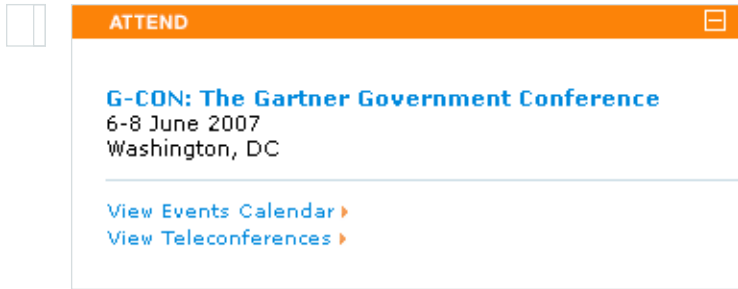 ATTEND
G-CON: The Gartner Government Conference
6-8 June 2007
Washington, DC
View Events Calendar
View Teleconferences